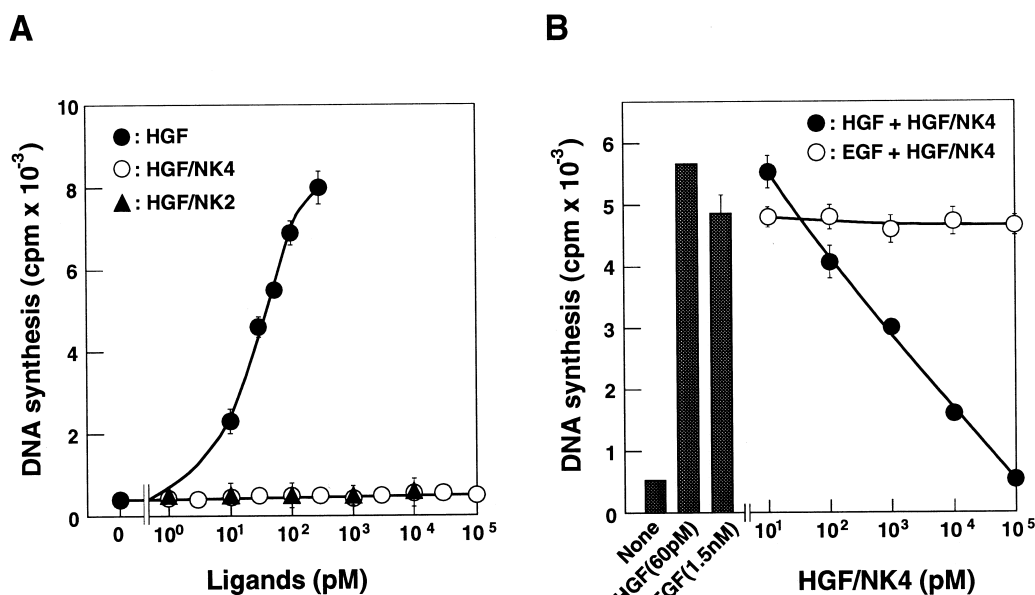 A
DNA synthesis (cpm x 10⁻³)
10
8
6
4
2
0
●: HGF
○: HGF/NK4
▲: HGF/NK2
0 10⁰ 10¹ 10² 10³ 10⁴ 10⁵
Ligands (pM)
B
DNA synthesis (cpm x 10⁻³)
6
5
4
3
2
1
0
●: HGF + HGF/NK4
○: EGF + HGF/NK4
None
HGF(60pM)
EGF(1.5nM)
10¹ 10² 10³ 10⁴ 10⁵
HGF/NK4 (pM)